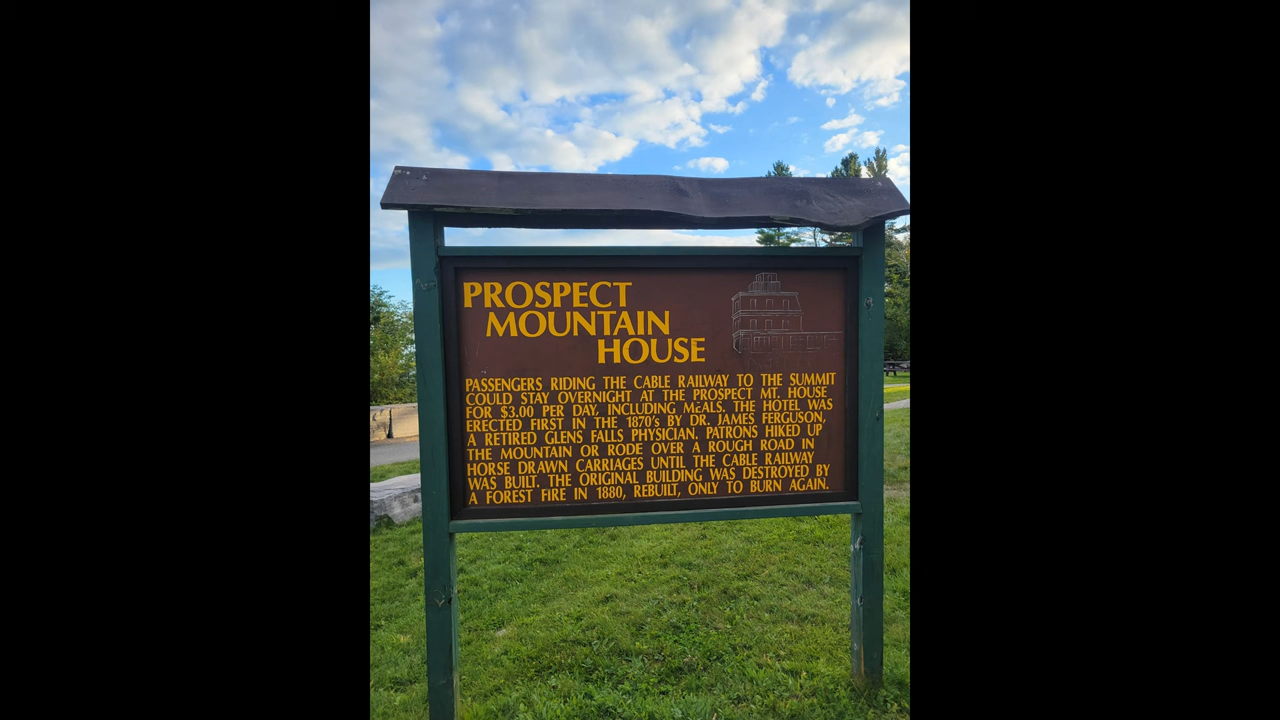 PROSPECT
MOUNTAIN
HOUSE
PASSENGERS RIDING THE CABLE RAILWAY TO THE SUMMIT
COULD STAY OVERNIGHT AT THE PROSPECT MT. HOUSE
FOR $3.00 PER DAY, INCLUDING MEALS. THE HOTEL WAS
ERECTED FIRST IN THE 1870's BY DR. JAMES FERGUSON,
A RETIRED GLENS FALLS PHYSICIAN. PATRONS HIKED UP
THE MOUNTAIN OR RODE OVER A ROUGH ROAD IN
HORSE DRAWN CARRIAGES UNTIL THE CABLE RAILWAY
WAS BUILT. THE ORIGINAL BUILDING WAS DESTROYED BY
A FOREST FIRE IN 1880, REBUILT, ONLY TO BURN AGAIN.